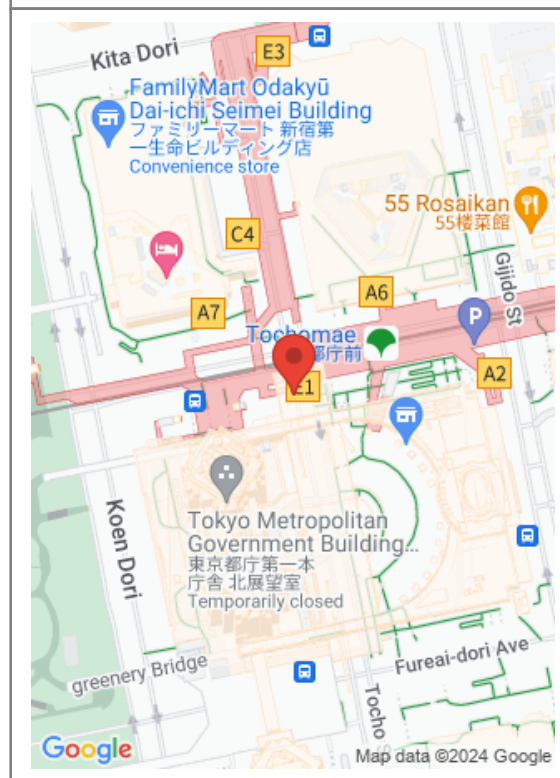 Kita Dori
E3
FamilyMart Odakyū
Dai-ichi Seimei Building
ファミリーマート 新宿第
一生命ビルディング店
Convenience store
55 Rosaikan
55楼菜館
C4
Gijido St
A6
A7
P
Tochomae
都庁前
E1
A2
Koen Dori
Tokyo Metropolitan
Government Building...
東京都庁第一本
庁舎 北展望室
Temporarily closed
Fureai-dori Ave
greenery Bridge
Tocho
Google
Map data ©2024 Google